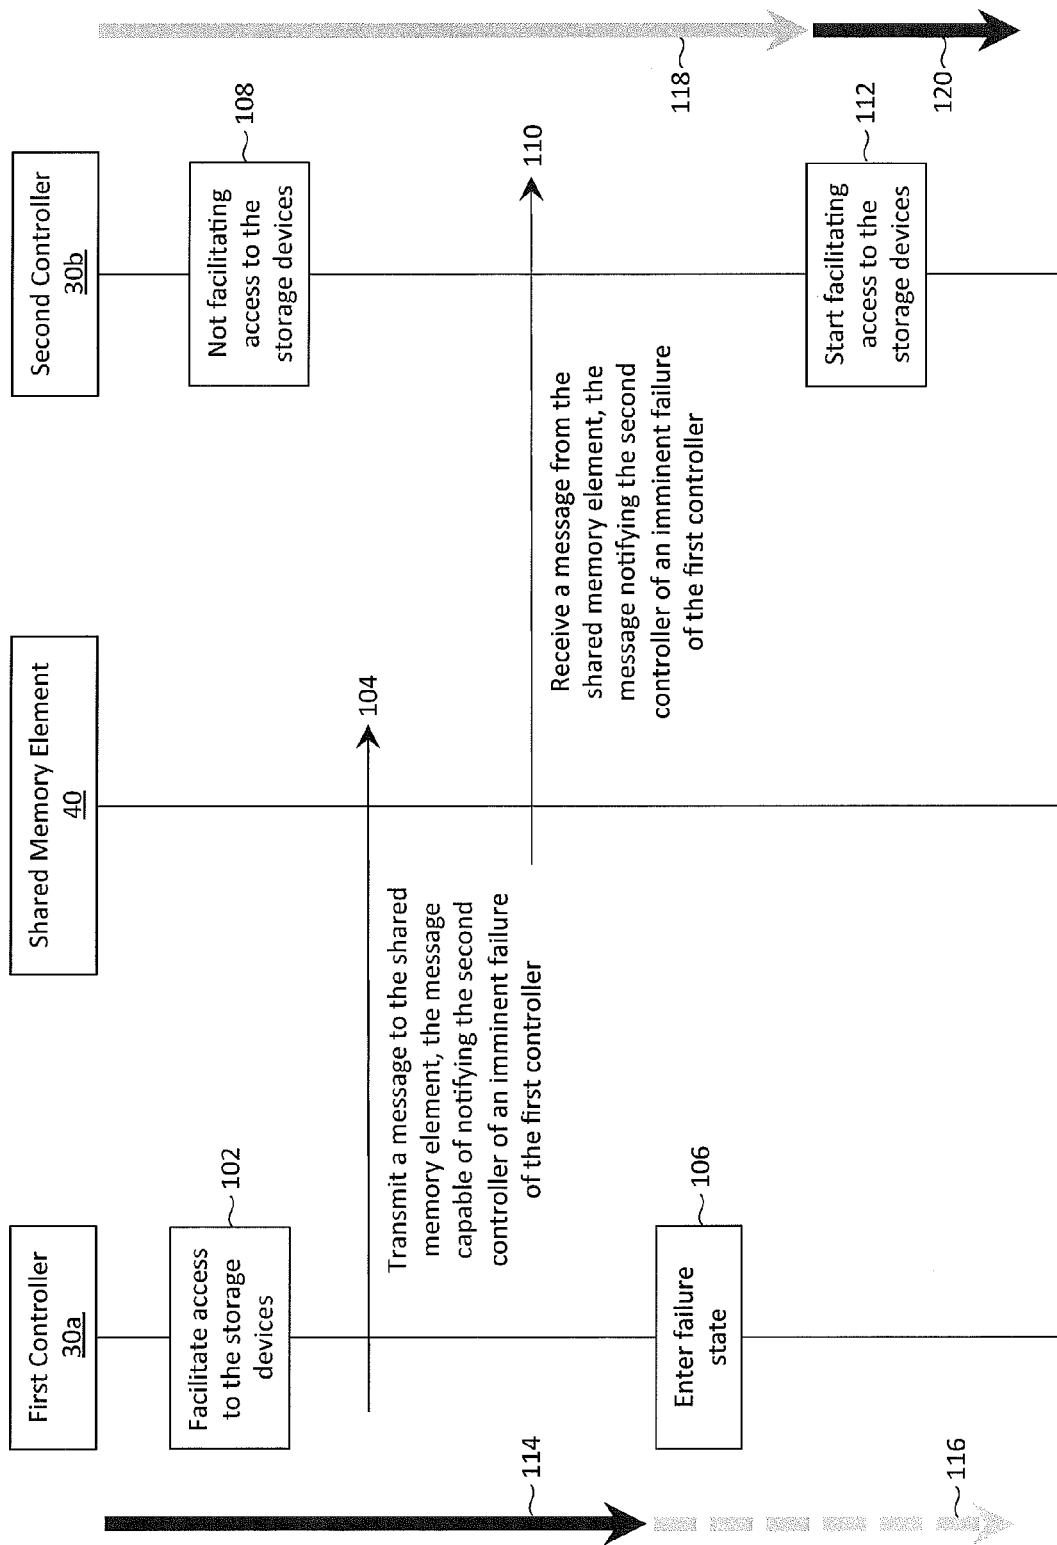 First Controller
30a
Shared Memory Element
40
Second Controller
30b
Facilitate access
to the storage
devices
102
Not facilitating
access to the
storage devices
108
Transmit a message to the shared
memory element, the message
capable of notifying the second
controller of an imminent failure
of the first controller
104
Receive a message from the
shared memory element, the
message notifying the second
controller of an imminent failure
of the first controller
110
Enter failure
state
106
Start facilitating
access to the
storage devices
112
114
116
118
120